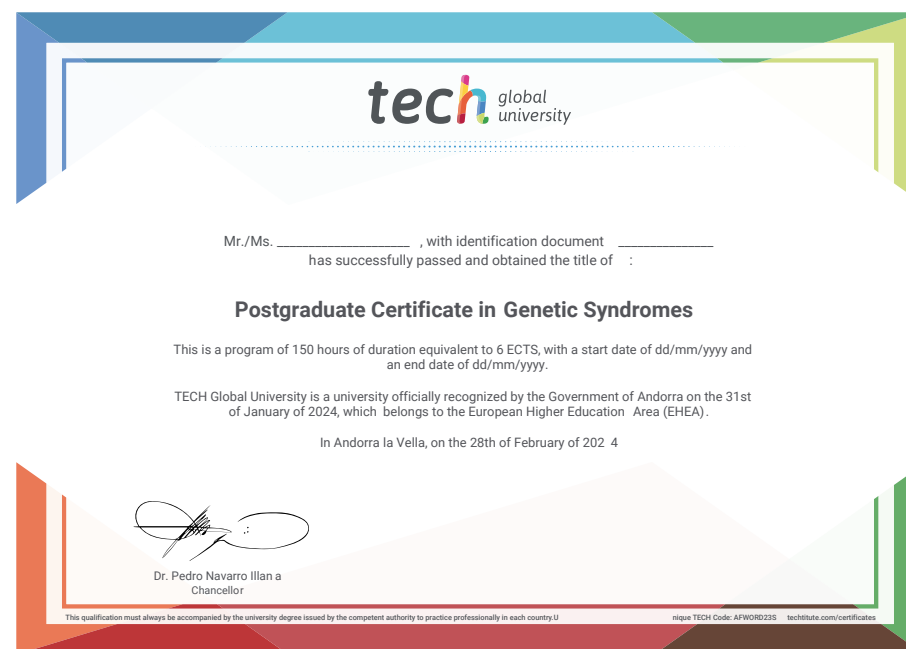 tech global university
Mr./Ms. _____________________ , with identification document _______________
has successfully passed and obtained the title of :
Postgraduate Certificate in Genetic Syndromes
This is a program of 150 hours of duration equivalent to 6 ECTS, with a start date of dd/mm/yyyy and
an end date of dd/mm/yyyy.
TECH Global University is a university officially recognized by the Government of Andorra on the 31st
of January of 2024, which belongs to the European Higher Education Area (EHEA).
In Andorra la Vella, on the 28th of February of 202 4
Dr. Pedro Navarro Illan a
Chancellor
This qualification must always be accompanied by the university degree issued by the competent authority to practice professionally in each country.U nique TECH Code: AFWORD23S techtitute.com/certificates